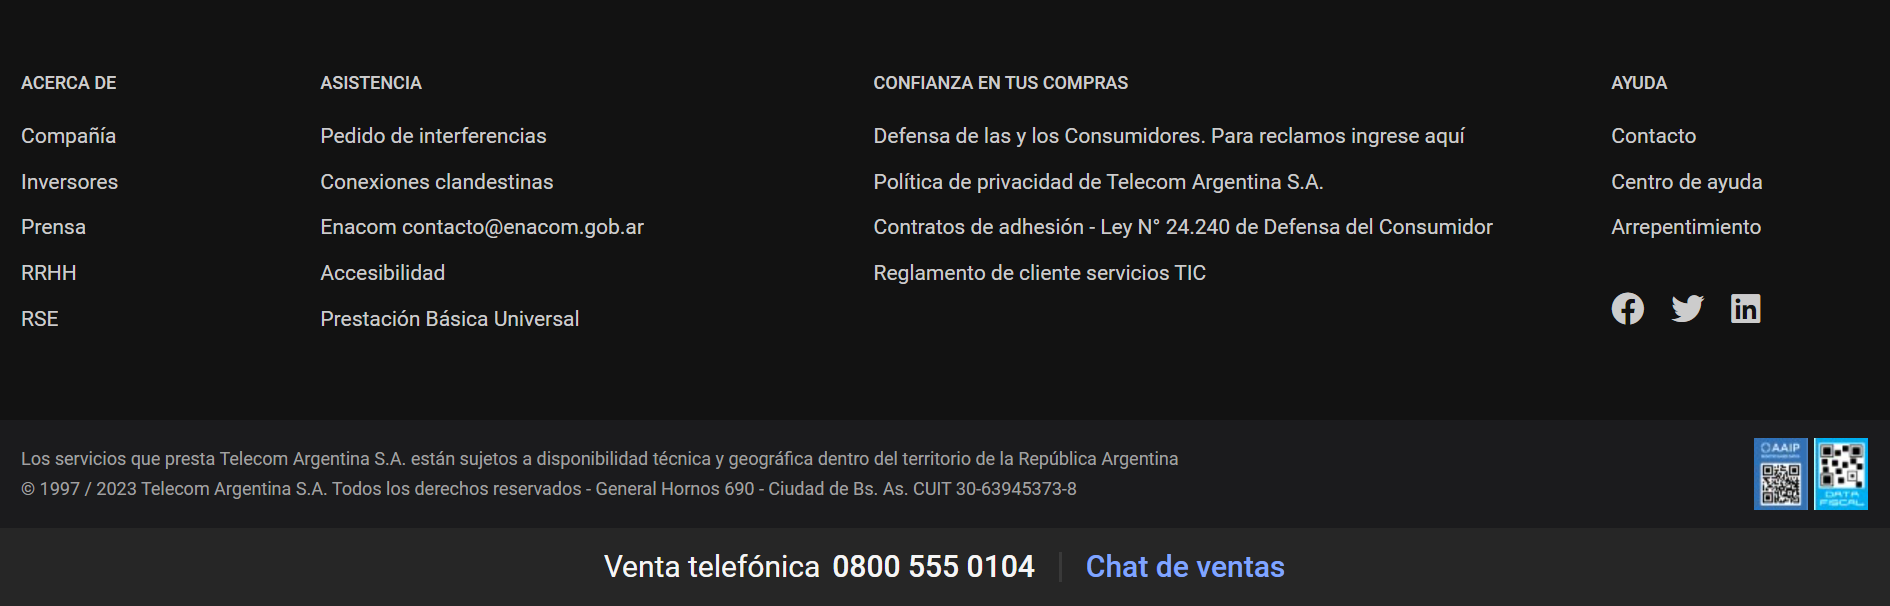 ACERCA DE
Compañía
Inversores
Prensa
RRHH
RSE
ASISTENCIA
Pedido de interferencias
Conexiones clandestinas
Enacom contacto@enacom.gob.ar
Accesibilidad
Prestación Básica Universal
CONFIANZA EN TUS COMPRAS
Defensa de las y los Consumidores. Para reclamos ingrese aquí
Política de privacidad de Telecom Argentina S.A.
Contratos de adhesión - Ley N° 24.240 de Defensa del Consumidor
Reglamento de cliente servicios TIC
AYUDA
Contacto
Centro de ayuda
Arrepentimiento
Los servicios que presta Telecom Argentina S.A. están sujetos a disponibilidad técnica y geográfica dentro del territorio de la República Argentina
© 1997 / 2023 Telecom Argentina S.A. Todos los derechos reservados - General Hornos 690 - Ciudad de Bs. As. CUIT 30-63945373-8
AAIP
DATA
FISCAL
Venta telefónica 0800 555 0104
Chat de ventas